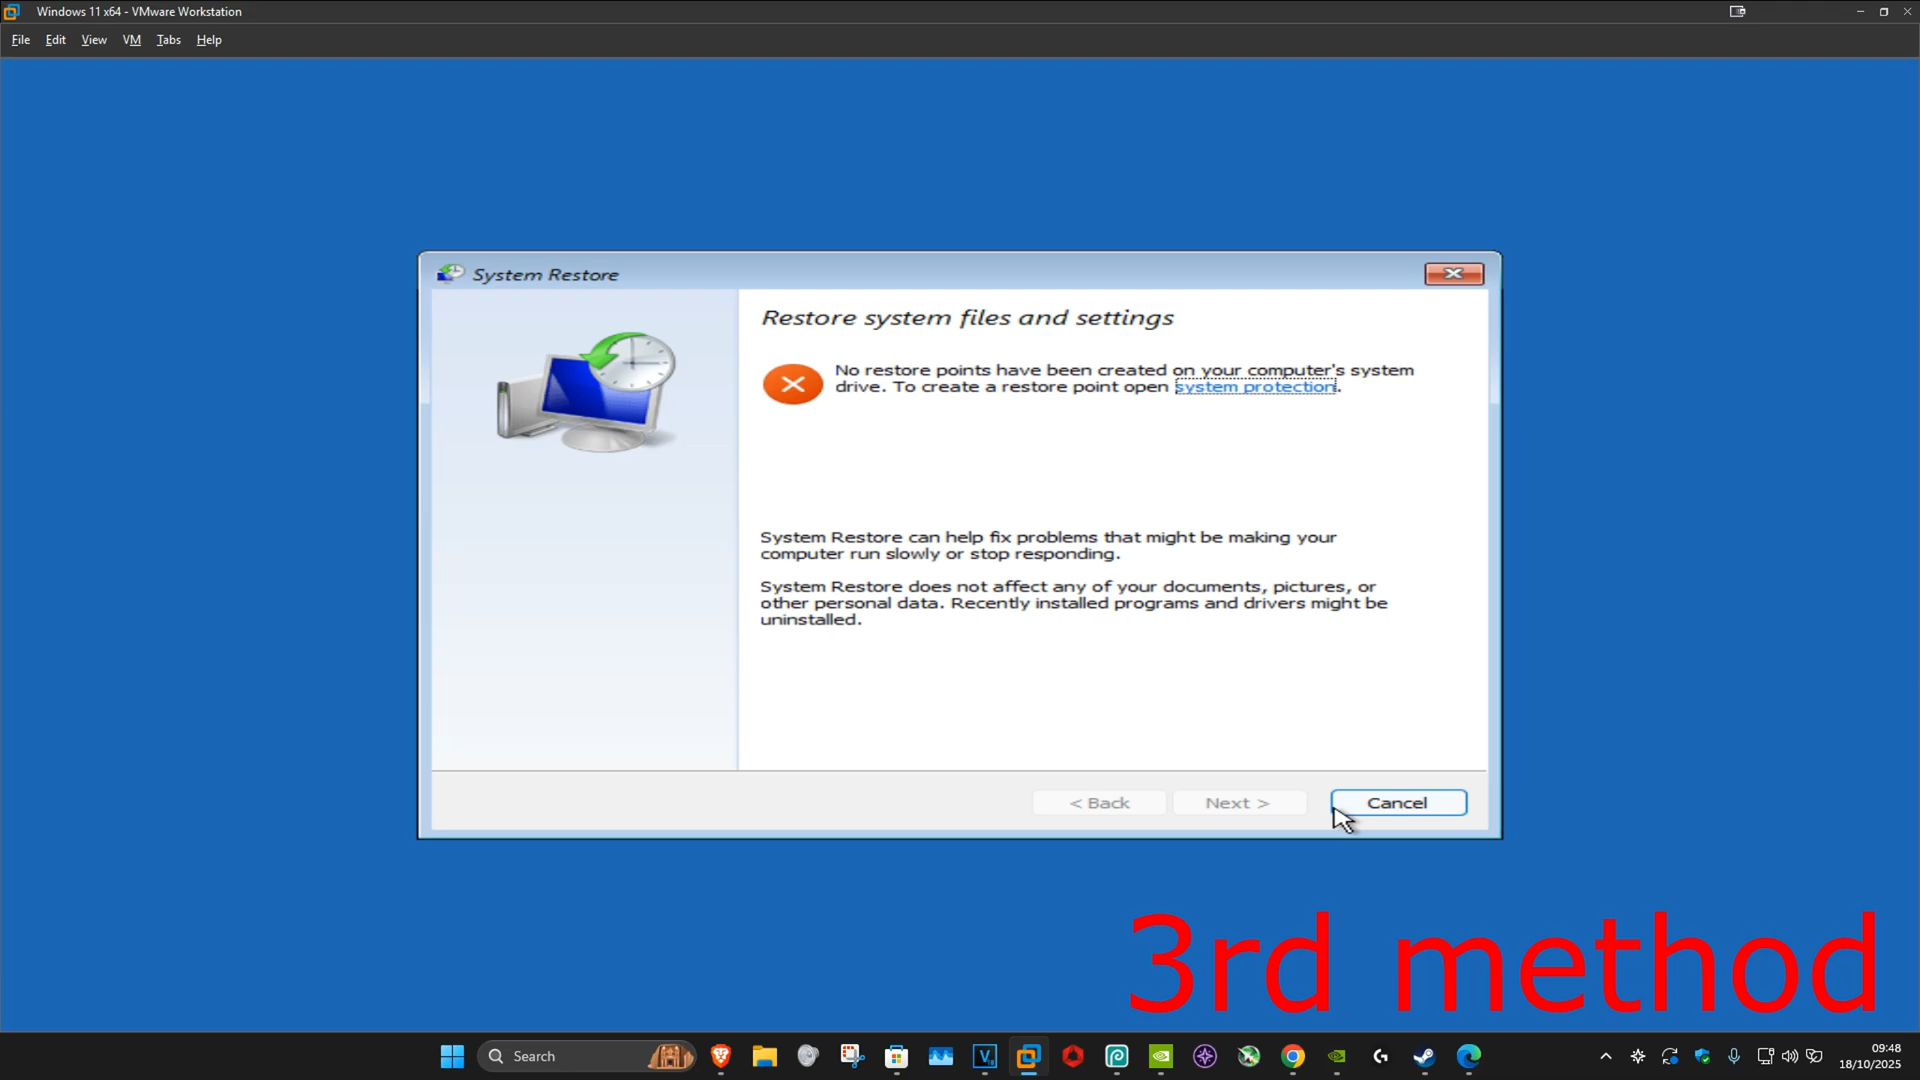 Windows 11 x64 - VMware Workstation
File Edit View VM Tabs Help
System Restore
Restore system files and settings
No restore points have been created on your computer's system
drive. To create a restore point open system protection.
System Restore can help fix problems that might be making your
computer run slowly or stop responding.
System Restore does not affect any of your documents, pictures, or
other personal data. Recently installed programs and drivers might be
uninstalled.
< Back Next > Cancel
3rd method
Search
09:48
18/10/2025